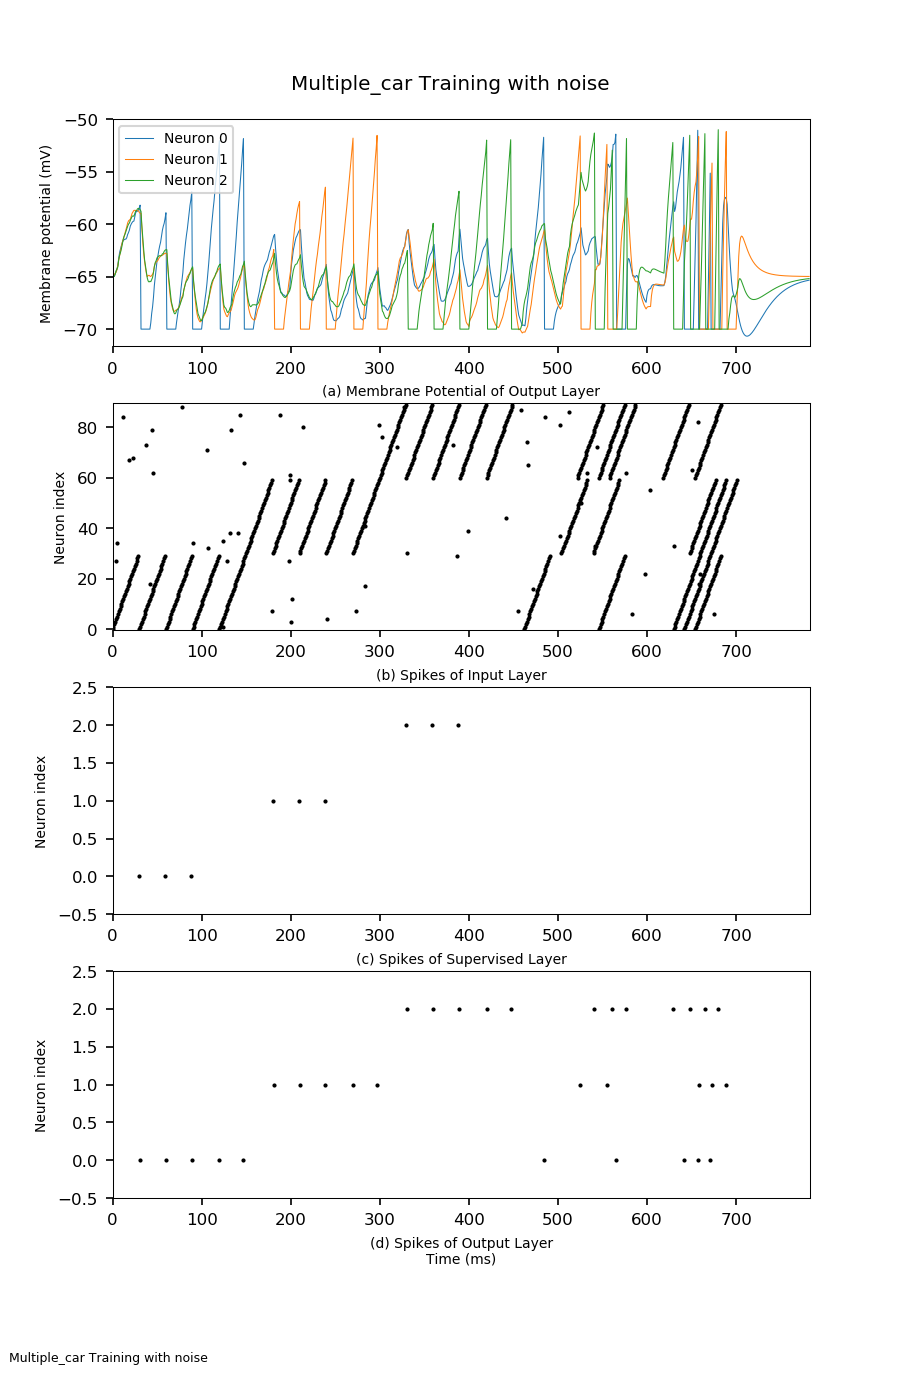 Multiple_car Training with noise
−50
−55
−60
−65
−70
Membrane potential (mV)
Neuron 0
Neuron 1
Neuron 2
0 100 200 300 400 500 600 700
(a) Membrane Potential of Output Layer
80
60
40
20
0
Neuron index
0 100 200 300 400 500 600 700
(b) Spikes of Input Layer
2.5
2.0
1.5
1.0
0.5
0.0
−0.5
Neuron index
0 100 200 300 400 500 600 700
(c) Spikes of Supervised Layer
2.5
2.0
1.5
1.0
0.5
0.0
−0.5
Neuron index
0 100 200 300 400 500 600 700
(d) Spikes of Output Layer
Time (ms)
Multiple_car Training with noise